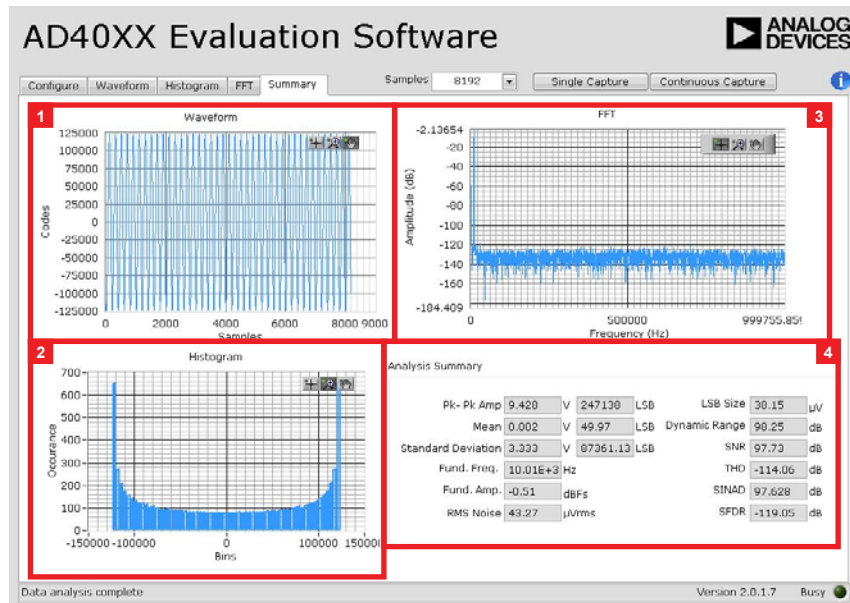 AD40XX Evaluation Software
ANALOG DEVICES
Configure Waveform Histogram FFT Summary
Samples 8192 Single Capture Continuous Capture
1
Waveform
Codes
125000
100000
75000
50000
25000
0
-25000
-50000
-75000
-100000
-125000
0 2000 4000 6000 8000 9000
Samples
3
FFT
Amplitude (dB)
-2.13654
-20
-40
-60
-80
-100
-120
-140
-160
-184.409
0 500000 999755.859
Frequency (Hz)
2
Histogram
Occurance
700
600
500
400
300
200
100
0
-150000 -100000 0 100000 150000
Bins
4
Analysis Summary
Pk- Pk Amp 9.428 V 247138 LSB LSB Size 38.15 µV
Mean 0.002 V 49.97 LSB Dynamic Range 98.25 dB
Standard Deviation 3.333 V 87361.13 LSB SNR 97.73 dB
Fund. Freq. 10.01E+3 Hz THD -114.06 dB
Fund. Amp. -0.51 dBFs SINAD 97.628 dB
RMS Noise 43.27 µVrms SFDR -119.05 dB
Data analysis complete Version 2.0.1.7 Busy